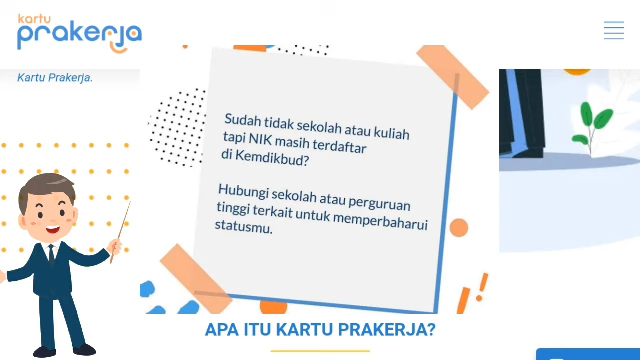 kartu
prakerja
Kartu Prakerja.
Sudah tidak sekolah atau kuliah
tapi NIK masih terdaftar
di Kemdikbud?
Hubungi sekolah atau perguruan
tinggi terkait untuk memperbaharui
statusmu.
APA ITU KARTU PRAKERJA?